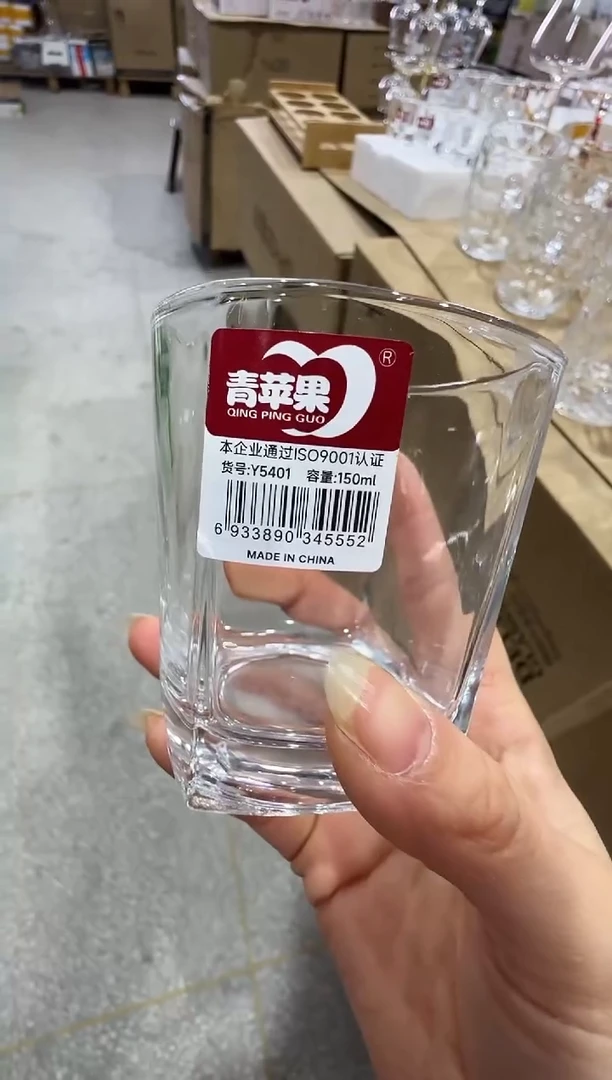 ®
青苹果
QING PING GUO
本企业通过ISO9001认证
货号:Y5401 容量:150ml
6 933890 345552
MADE IN CHINA